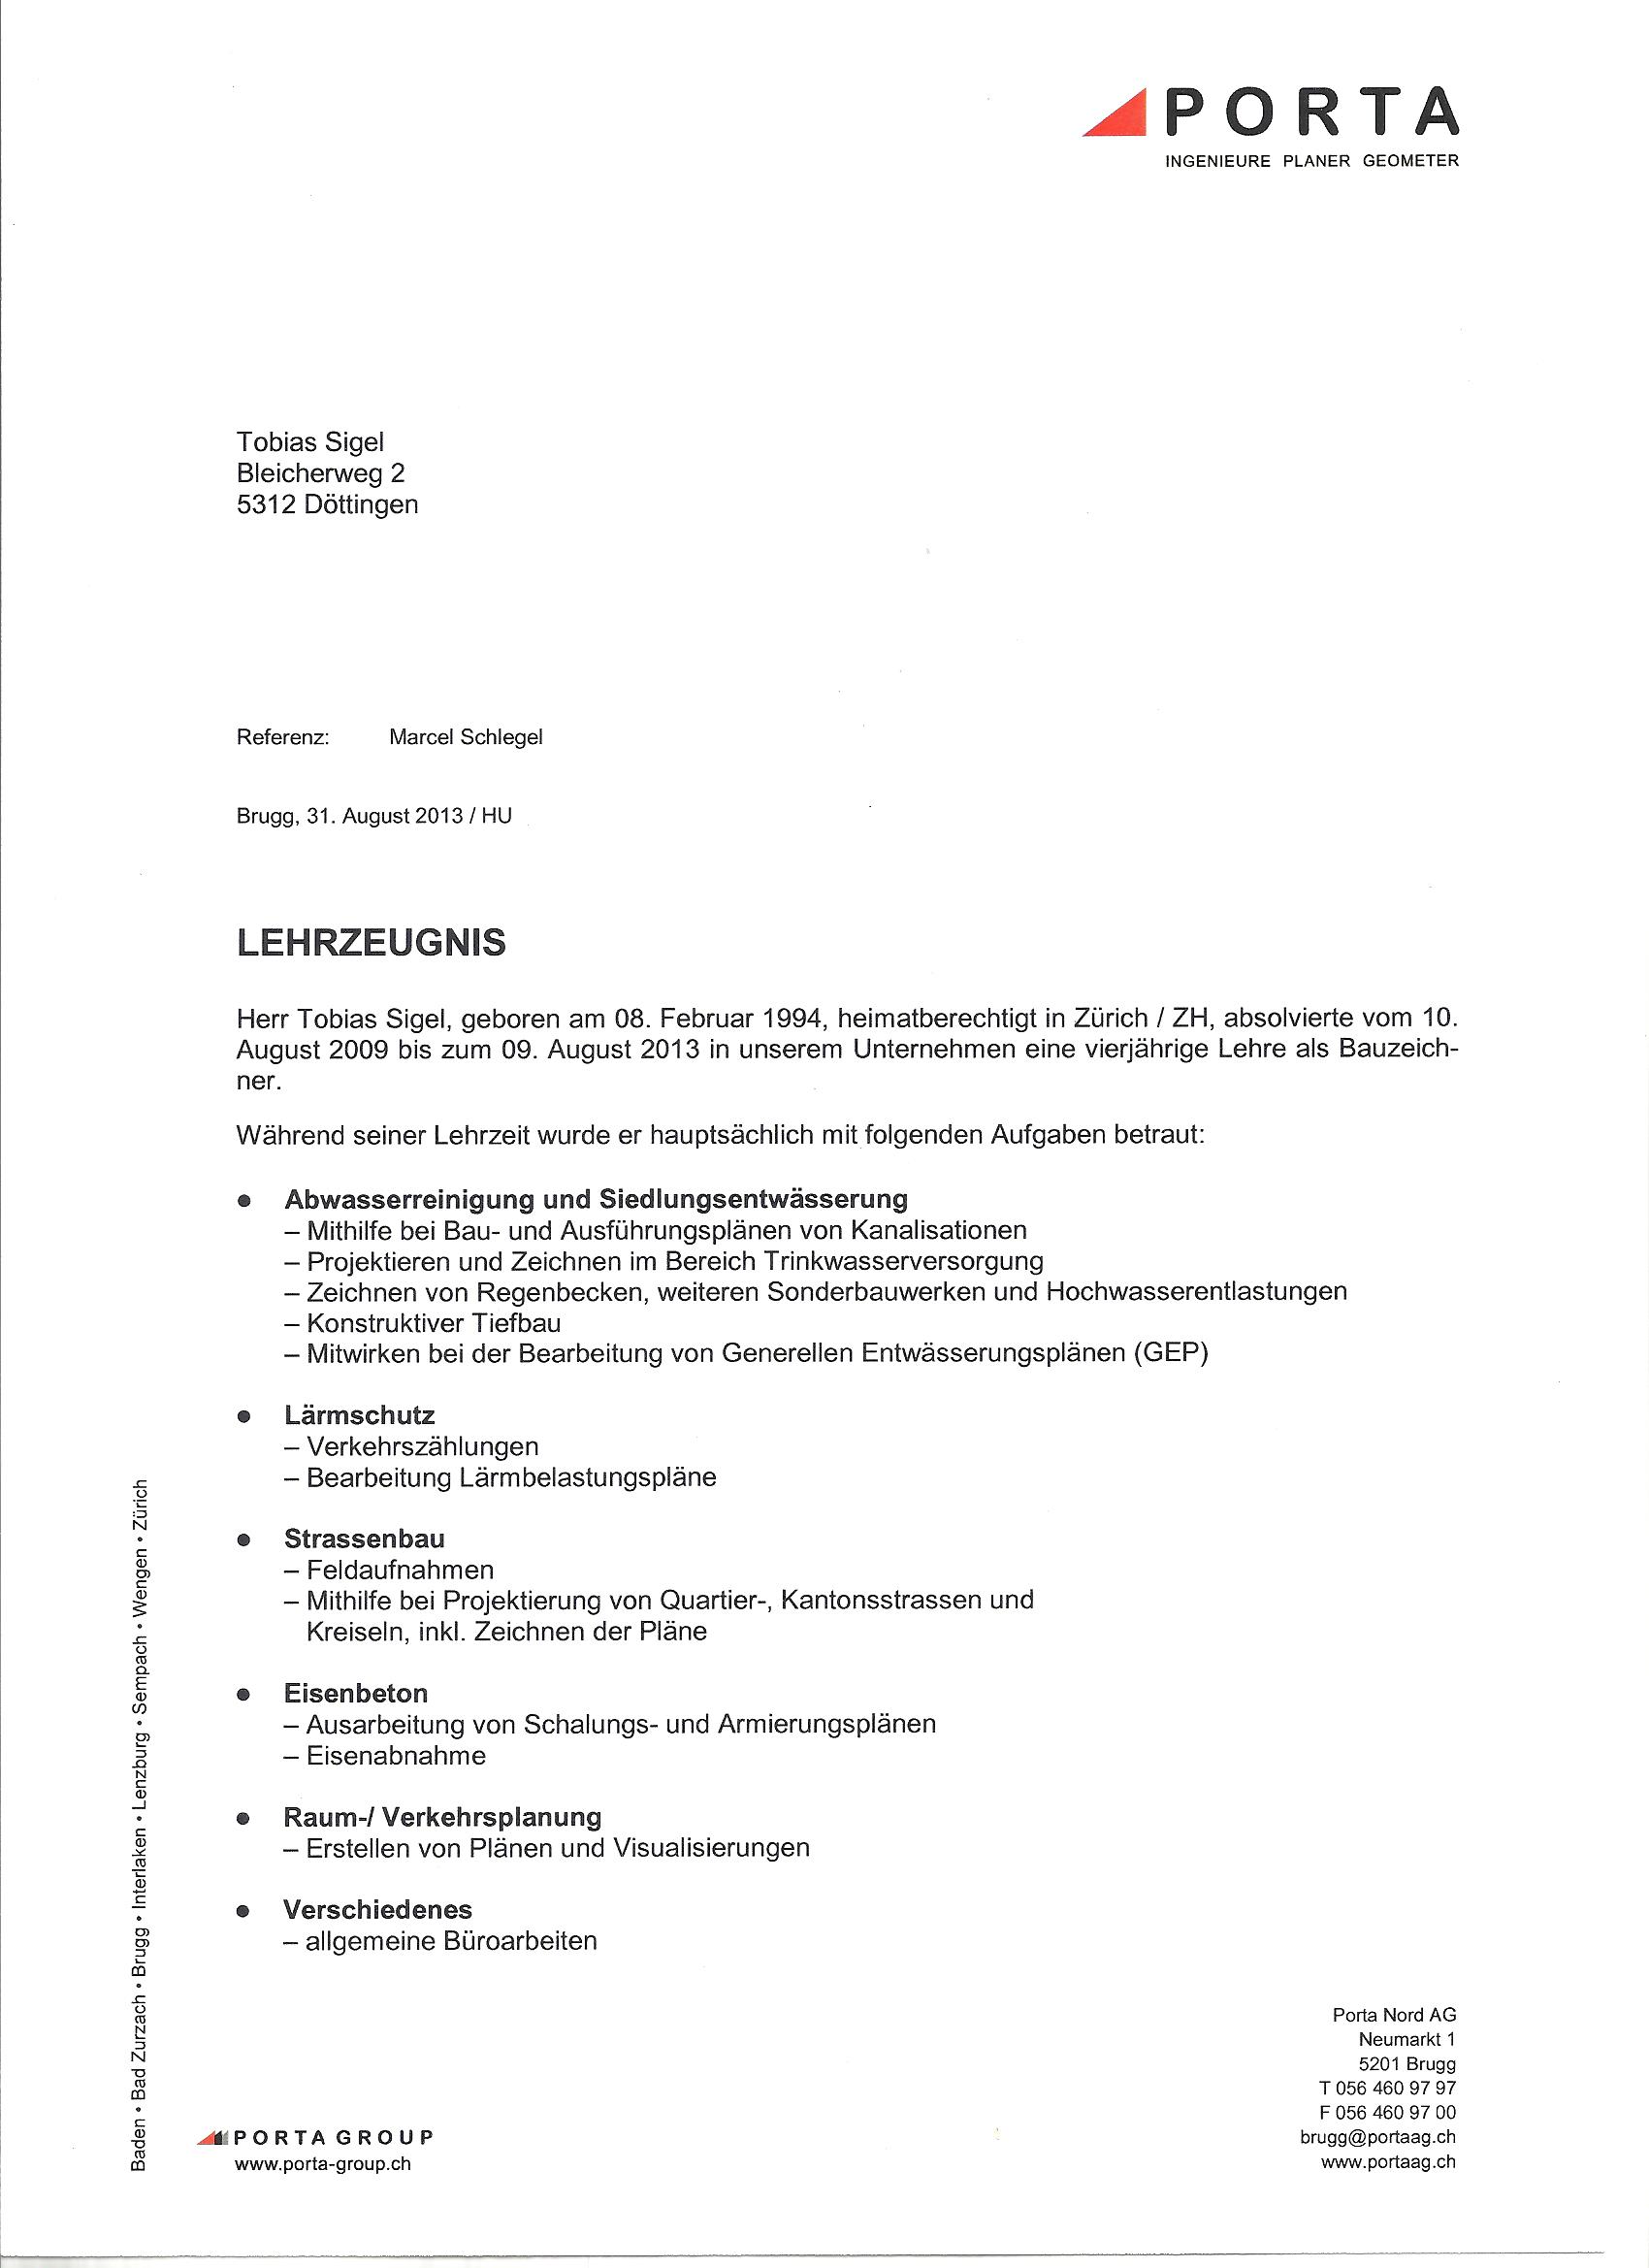 PORTA
INGENIEURE PLANER GEOMETER
Tobias Sigel
Bleicherweg 2
5312 Döttingen
Referenz: Marcel Schlegel
Brugg, 31. August 2013 / HU
LEHRZEUGNIS
Herr Tobias Sigel, geboren am 08. Februar 1994, heimatberechtigt in Zürich / ZH, absolvierte vom 10.
August 2009 bis zum 09. August 2013 in unserem Unternehmen eine vierjährige Lehre als Bauzeich-
ner.
Während seiner Lehrzeit wurde er hauptsächlich mit folgenden Aufgaben betraut:
● Abwasserreinigung und Siedlungsentwässerung
– Mithilfe bei Bau- und Ausführungsplänen von Kanalisationen
– Projektieren und Zeichnen im Bereich Trinkwasserversorgung
– Zeichnen von Regenbecken, weiteren Sonderbauwerken und Hochwasserentlastungen
– Konstruktiver Tiefbau
– Mitwirken bei der Bearbeitung von Generellen Entwässerungsplänen (GEP)
● Lärmschutz
– Verkehrszählungen
– Bearbeitung Lärmbelastungspläne
● Strassenbau
– Feldaufnahmen
– Mithilfe bei Projektierung von Quartier-, Kantonsstrassen und
Kreiseln, inkl. Zeichnen der Pläne
● Eisenbeton
– Ausarbeitung von Schalungs- und Armierungsplänen
– Eisenabnahme
● Raum-/ Verkehrsplanung
– Erstellen von Plänen und Visualisierungen
● Verschiedenes
– allgemeine Büroarbeiten
Baden • Bad Zurzach • Brugg • Interlaken • Lenzburg • Sempach • Wengen • Zürich
PORTA GROUP
www.porta-group.ch
Porta Nord AG
Neumarkt 1
5201 Brugg
T 056 460 97 97
F 056 460 97 00
brugg@portaag.ch
www.portaag.ch